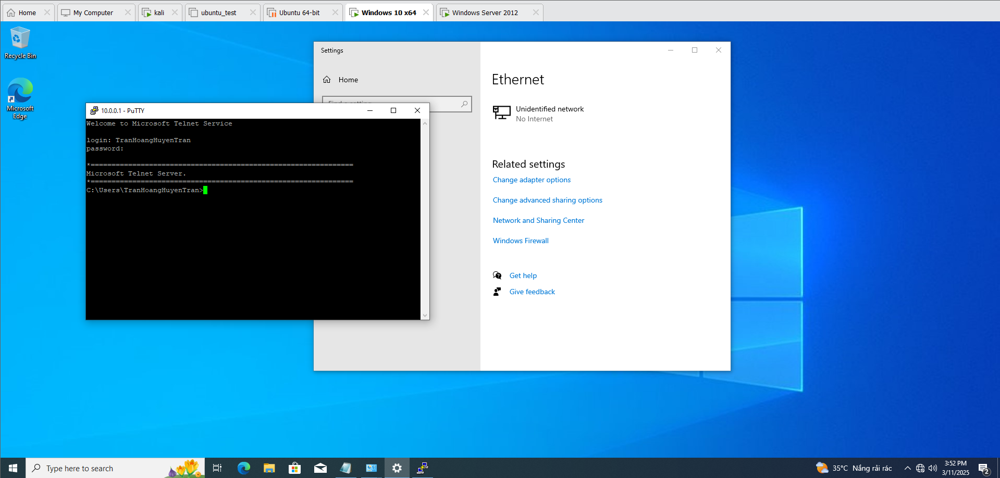 Home
My Computer
kali
ubuntu_test
Ubuntu 64-bit
Windows 10 x64
Windows Server 2012
Recycle Bin
Microsoft
Edge
Settings
Home
Ethernet
Unidentified network
No Internet
Related settings
Change adapter options
Change advanced sharing options
Network and Sharing Center
Windows Firewall
Get help
Give feedback
10.0.0.1 - PuTTY
Welcome to Microsoft Telnet Service
login: TranHoangHuyenTran
password:
*===============================================================
Microsoft Telnet Server.
*===============================================================
C:\Users\TranHoangHuyenTran>
Type here to search
35°C Nắng rải rác
3:52 PM
3/11/2025
2